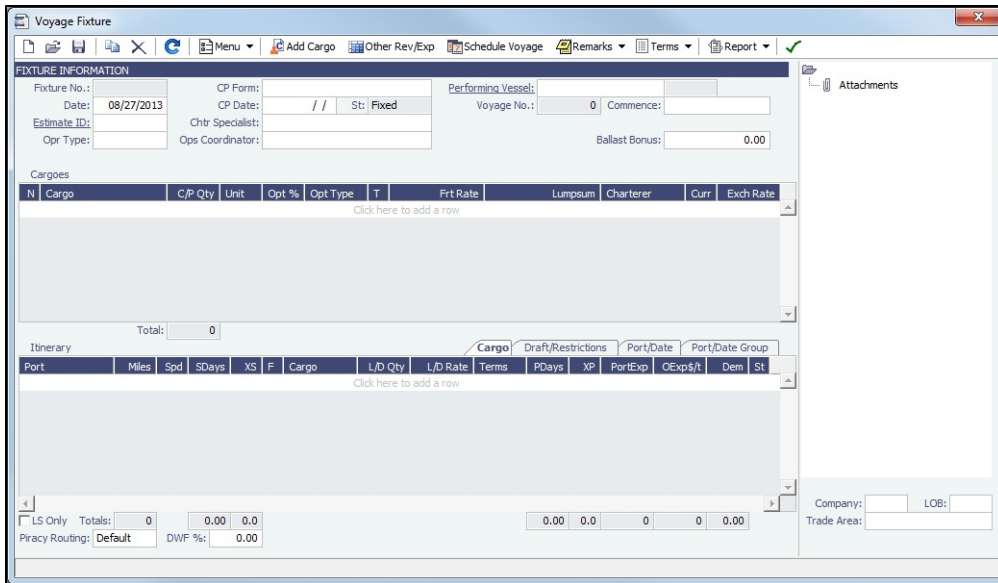 Voyage Fixture
Menu Add Cargo Other Rev/Exp Schedule Voyage Remarks Terms Report
FIXTURE INFORMATION
Fixture No.: CP Form: Performing Vessel:
Date: 08/27/2013 CP Date: / / St: Fixed Voyage No.: 0 Commence:
Estimate ID: Chtr Specialist:
Opr Type: Ops Coordinator: Ballast Bonus: 0.00
Attachments
Cargoes
N Cargo C/P Qty Unit Opt % Opt Type T Frt Rate Lumpsum Charterer Curr Exch Rate
Click here to add a row
Total: 0
Itinerary Cargo Draft/Restrictions Port/Date Port/Date Group
Port Miles Spd SDays XS F Cargo L/D Qty L/D Rate Terms PDays XP PortExp OExp$/t Dem St
Click here to add a row
LS Only Totals: 0 0.00 0.0 0.00 0.0 0 0 0.00
Piracy Routing: Default DWF %: 0.00
Company: LOB:
Trade Area: